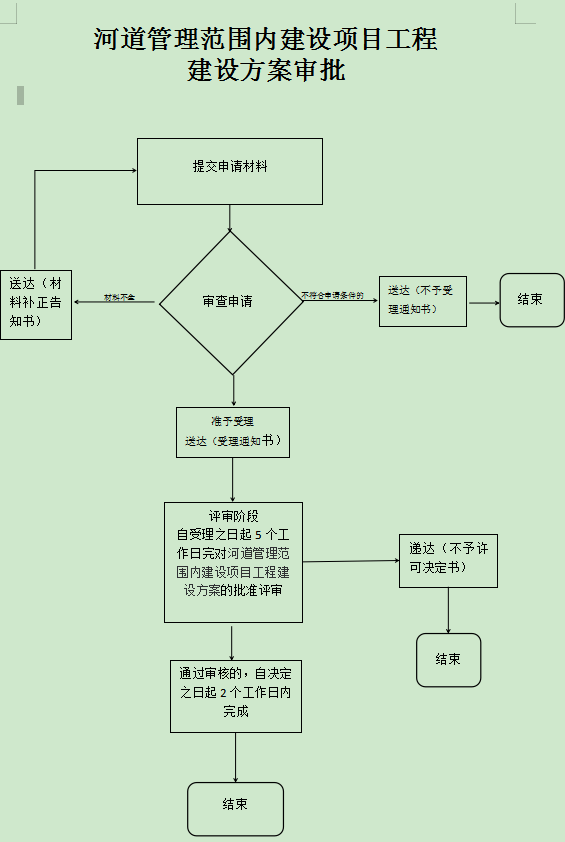 河道管理范围内建设项目工程
建设方案审批
提交申请材料
送达（材
料补正告
知书）
材料不全
审查申请
不符合申请条件的
送达（不予受
理通知书）
结束
准予受理
送达（受理通知书）
评审阶段
自受理之日起 5 个工
作日完对河道管理范
围内建设项目工程建
设方案的批准评审
递达（不予许
可决定书）
结束
通过审核的，自决定
之日起 2 个工作日内
完成
结束